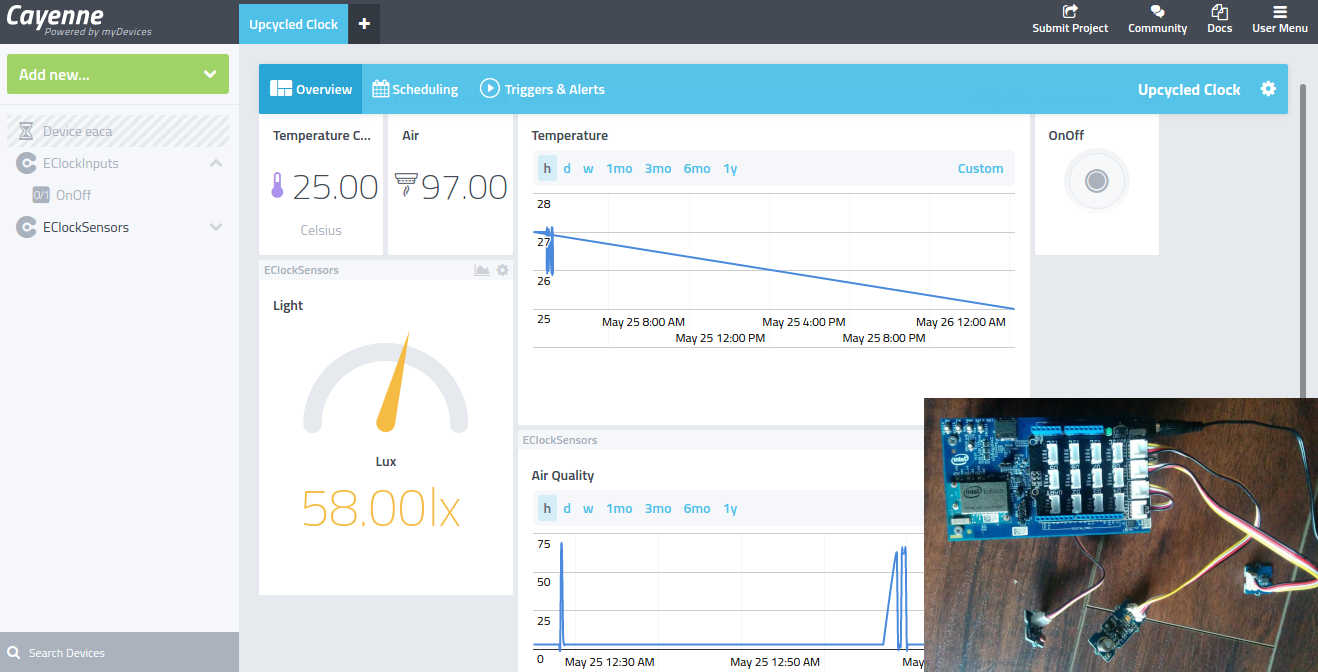 Cayenne
Powered by myDevices
Upcycled Clock
+
Submit Project
Community
Docs
User Menu
Add new...
Device eaca
EClockInputs
0/1 OnOff
EClockSensors
Search Devices
Overview
Scheduling
Triggers & Alerts
Upcycled Clock
Temperature C...
25.00
Celsius
Air
97.00
EClockSensors
Light
Lux
58.00lx
Temperature
h d w 1mo 3mo 6mo 1y Custom
28
27
26
25
May 25 8:00 AM May 25 4:00 PM May 26 12:00 AM
May 25 12:00 PM May 25 8:00 PM
OnOff
EClockSensors
Air Quality
h d w 1mo 3mo 6mo 1y
75
50
25
0
May 25 12:30 AM May 25 12:50 AM May
intel
intel